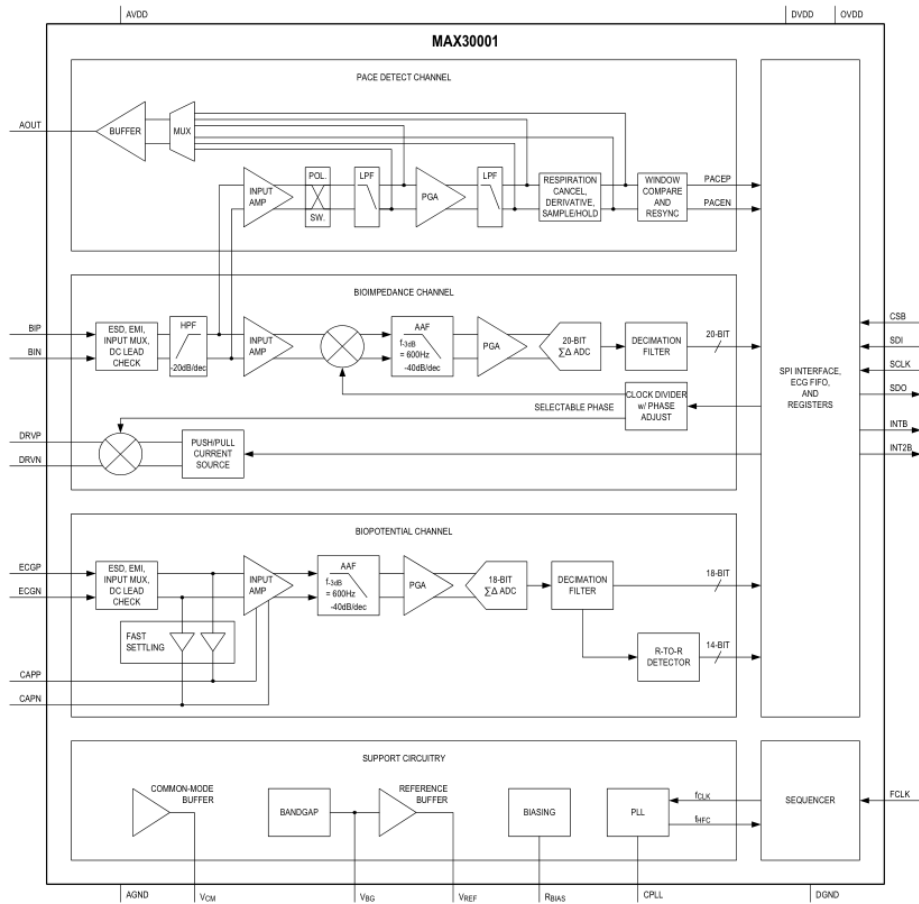 AVDD
DVDD
OVDD
MAX30001
PACE DETECT CHANNEL
AOUT
BUFFER
MUX
INPUT
AMP
POL.
SW.
LPF
PGA
LPF
RESPIRATION
CANCEL,
DERIVATIVE,
SAMPLE/HOLD
WINDOW
COMPARE
AND
RESYNC
PACEP
PACEN
BIOIMPEDANCE CHANNEL
BIP
BIN
ESD, EMI,
INPUT MUX,
DC LEAD
CHECK
HPF
-20dB/dec
INPUT
AMP
AAF
f-3dB
= 600Hz
-40dB/dec
PGA
20-BIT
∑Δ ADC
DECIMATION
FILTER
20-BIT
SELECTABLE PHASE
CLOCK DIVIDER
w/ PHASE
ADJUST
DRVP
DRVN
PUSH/PULL
CURRENT
SOURCE
SPI INTERFACE,
ECG FIFO,
AND
REGISTERS
CSB
SDI
SCLK
SDO
INTB
INT2B
BIOPOTENTIAL CHANNEL
ECGP
ECGN
ESD, EMI,
INPUT MUX,
DC LEAD
CHECK
INPUT
AMP
AAF
f-3dB
= 600Hz
-40dB/dec
PGA
18-BIT
∑Δ ADC
DECIMATION
FILTER
18-BIT
FAST
SETTLING
R-TO-R
DETECTOR
14-BIT
CAPP
CAPN
SUPPORT CIRCUITRY
COMMON-MODE
BUFFER
BANDGAP
REFERENCE
BUFFER
BIASING
PLL
fCLK
fHFC
SEQUENCER
FCLK
AGND
VCM
VBG
VREF
RBIAS
CPLL
DGND